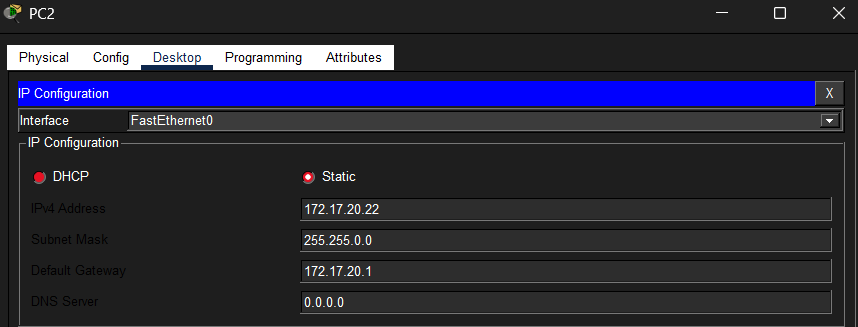 PC2
Physical Config Desktop Programming Attributes
IP Configuration X
Interface FastEthernet0
IP Configuration
DHCP Static
IPv4 Address 172.17.20.22
Subnet Mask 255.255.0.0
Default Gateway 172.17.20.1
DNS Server 0.0.0.0